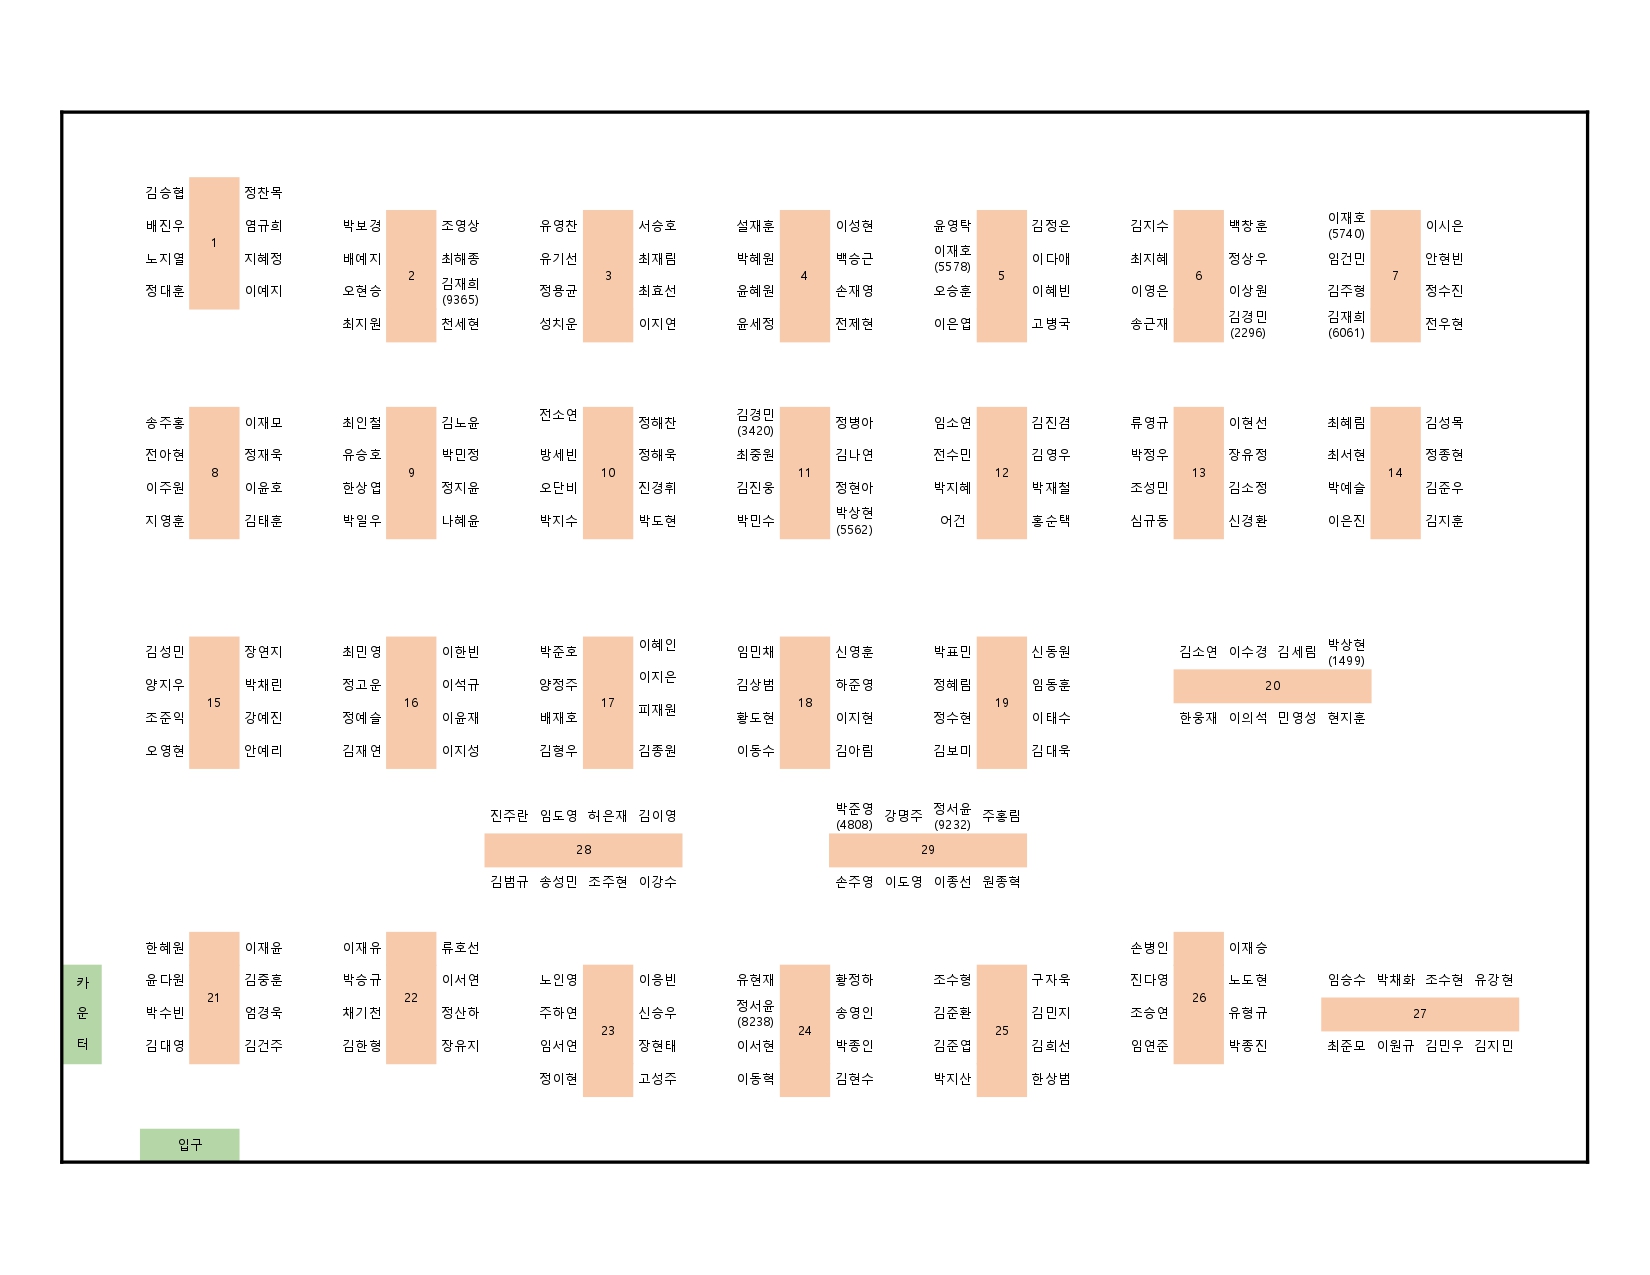 김승협 정찬목
배진우 염규희
1
노지열 지혜정
정대훈 이예지
박보경 조영상
배예지 최해종
2
오현승 김재희
(9365)
최지원 천세현
유영찬 서승호
유기선 최재림
3
정용균 최효선
성치운 이지연
설재훈 이성현
박혜원 백승근
4
윤혜원 손재영
윤세정 전제현
윤영탁 김정은
이재호 이다애
(5578)
5
오승훈 이혜빈
이은엽 고병국
김지수 백창훈
최지혜 정상우
6
이영은 이상원
송근재 김경민
(2296)
이재호 이시은
(5740)
임건민 안현빈
7
김주형 정수진
김재희 전우현
(6061)
송주홍 이재모
전아현 정재욱
8
이주원 이윤호
지영훈 김태훈
최인철 김노윤
유승호 박민정
9
한상엽 정지윤
박일우 나혜윤
전소연 정해찬
방세빈 정해욱
10
오단비 진경휘
박지수 박도현
김경민 정병아
(3420)
최중원 김나연
11
김진웅 정현아
박민수 박상현
(5562)
임소연 김진겸
전수민 김영우
12
박지혜 박재철
어건 홍순택
류영규 이현선
박정우 장유정
13
조성민 김소정
심규동 신경환
최혜림 김성목
최서현 정종현
14
박예슬 김준우
이은진 김지훈
김성민 장연지
양지우 박채린
15
조준익 강예진
오영현 안예리
최민영 이한빈
정고운 이석규
16
정예슬 이윤재
김재연 이지성
박준호 이혜인
양정주 이지은
17
배재호 피재원
김형우 김종원
임민채 신영훈
김상범 하준영
18
황도현 이지현
이동수 김아림
박표민 신동원
정혜림 임동훈
19
정수현 이태수
김보미 김대욱
김소연 이수경 김세림 박상현
(1499)
20
한웅재 이의석 민영성 현지훈
진주란 임도영 허은재 김이영
28
김범규 송성민 조주현 이강수
박준영 강명주 정서윤 주홍림
(4808) (9232)
29
손주영 이도영 이종선 원종혁
한혜원 이재윤
윤다원 김중훈
21
박수빈 엄경욱
김대영 김건주
이재유 류호선
박승규 이서연
22
채기천 정산하
김한형 장유지
노인영 이응빈
주하연 신승우
23
임서연 장현태
정이현 고성주
유현재 황정하
정서윤 송영인
(8238)
24
이서현 박종인
이동혁 김현수
조수형 구자욱
김준환 김민지
25
김준엽 김희선
박지산 한상범
손병인 이재승
진다영 노도현
26
조승연 유형규
임연준 박종진
임승수 박채화 조수현 유강현
27
최준모 이원규 김민우 김지민
카
운
터
입구